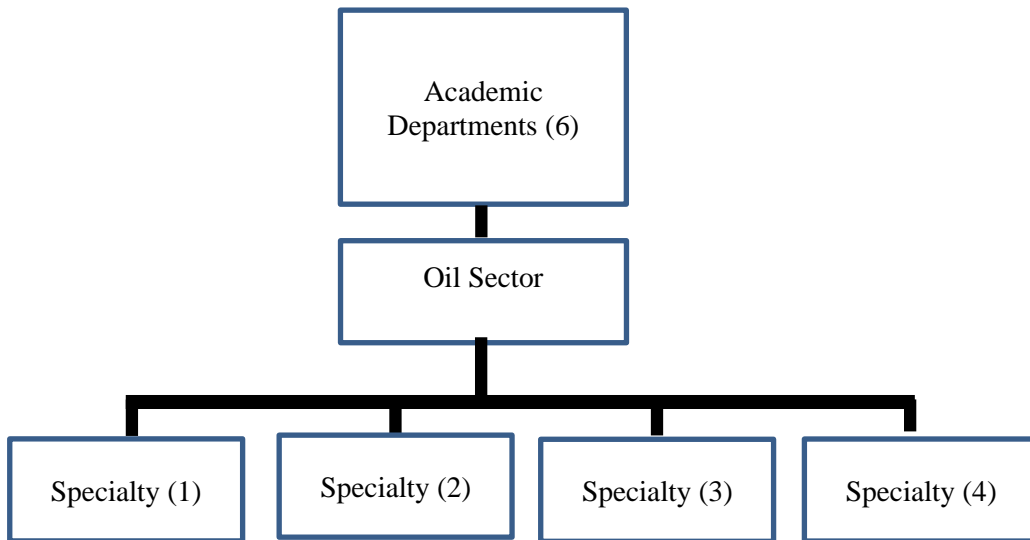 Academic
Departments (6)
Oil Sector
Specialty (1)
Specialty (2)
Specialty (3)
Specialty (4)